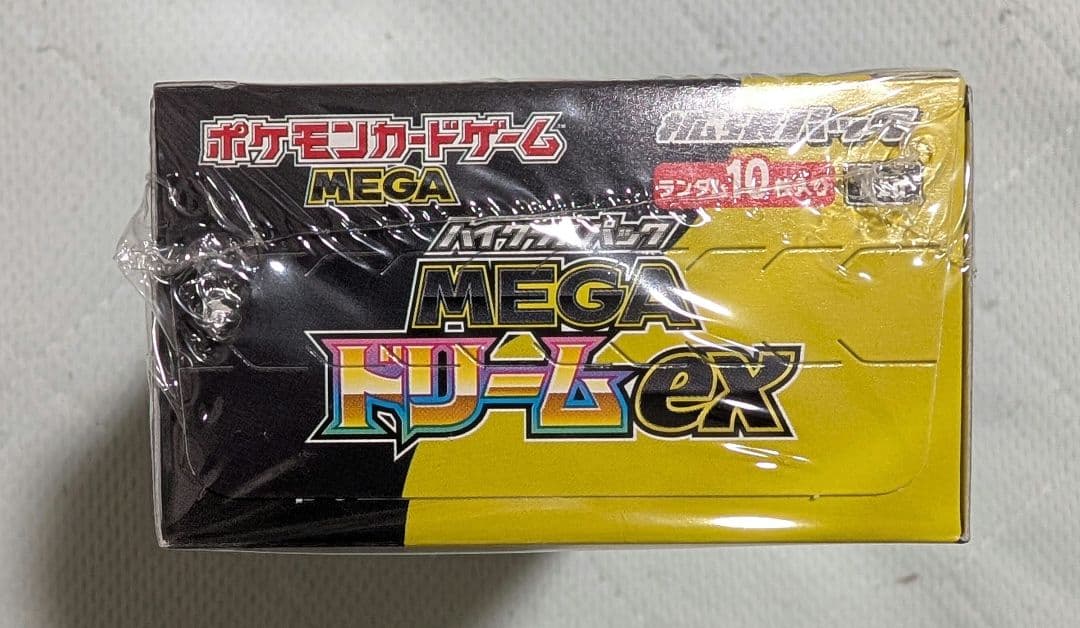 ポケモンカードゲーム
MEGA
拡張パック
ランダム10枚入り
ハイクラスパック
MEGA
ドリームex